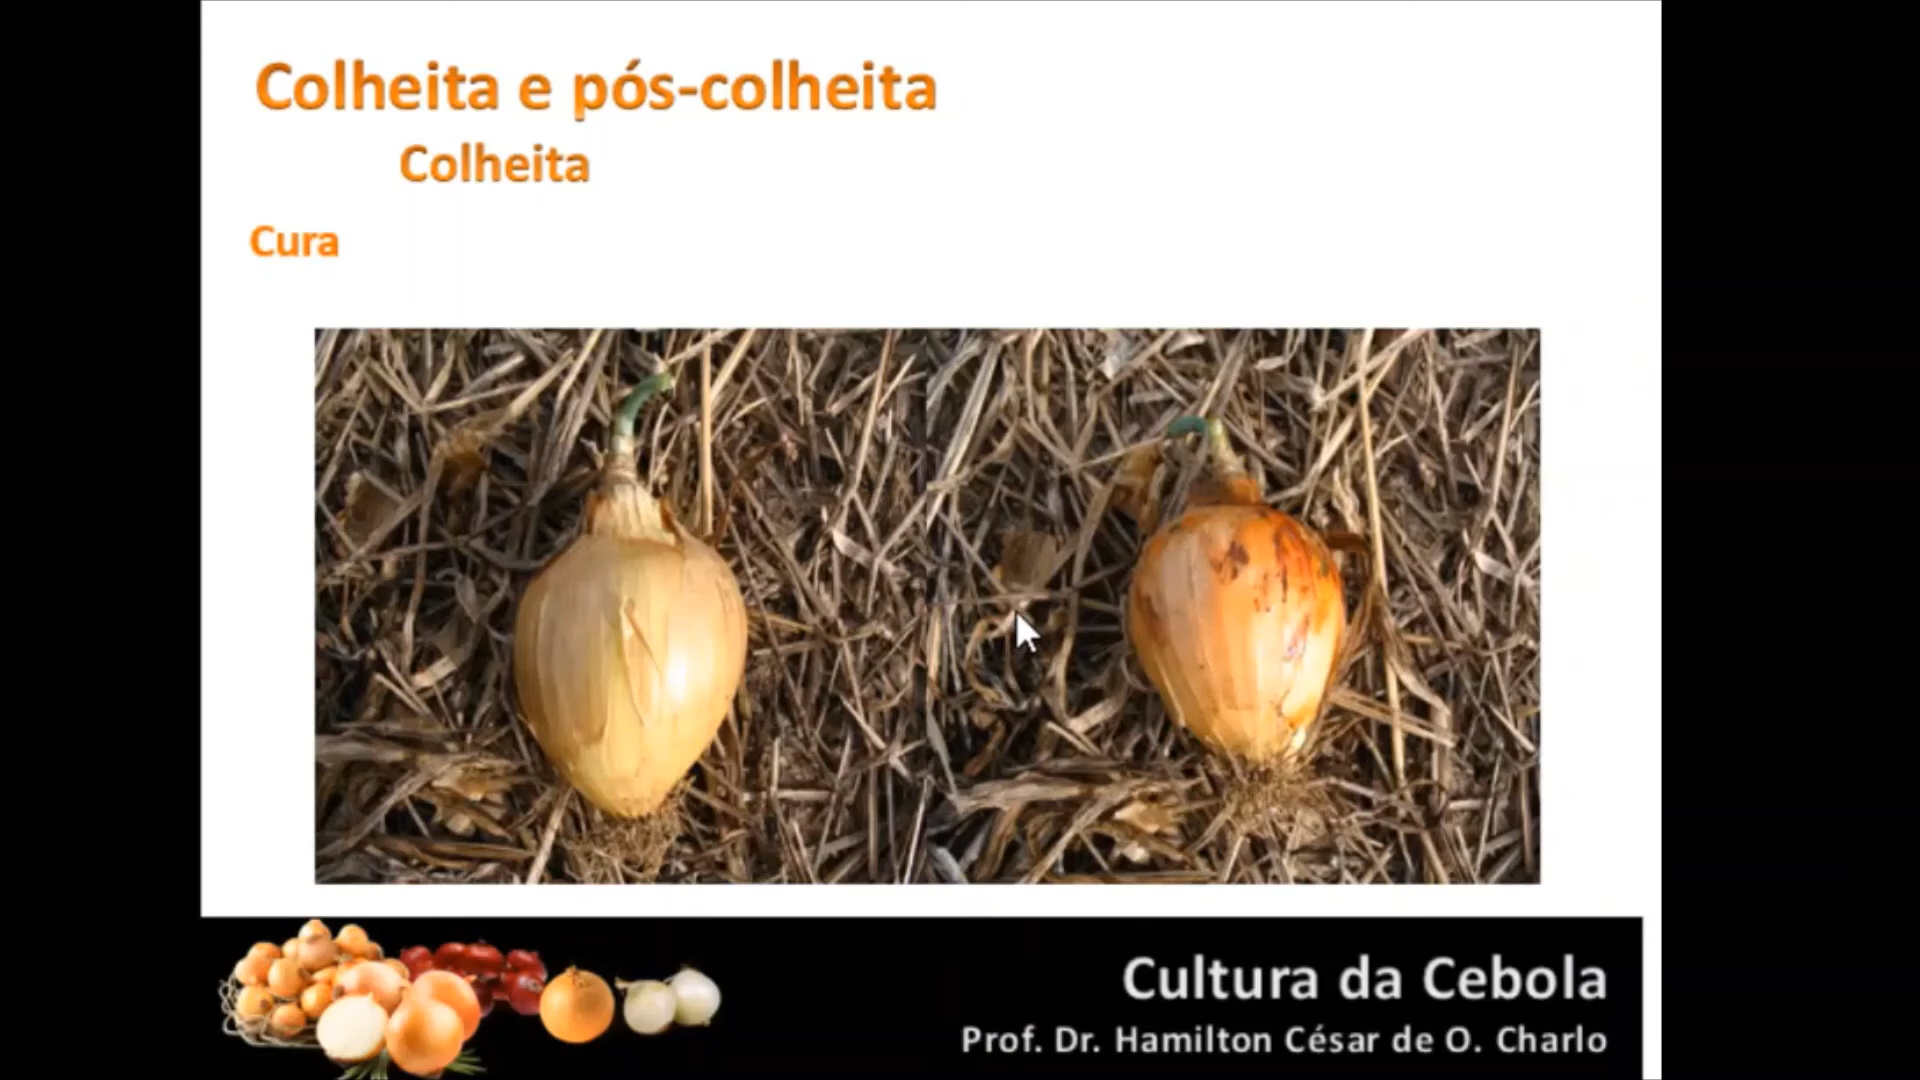 Colheita e pós-colheita
Colheita
Cura
Cultura da Cebola
Prof. Dr. Hamilton César de O. Charlo